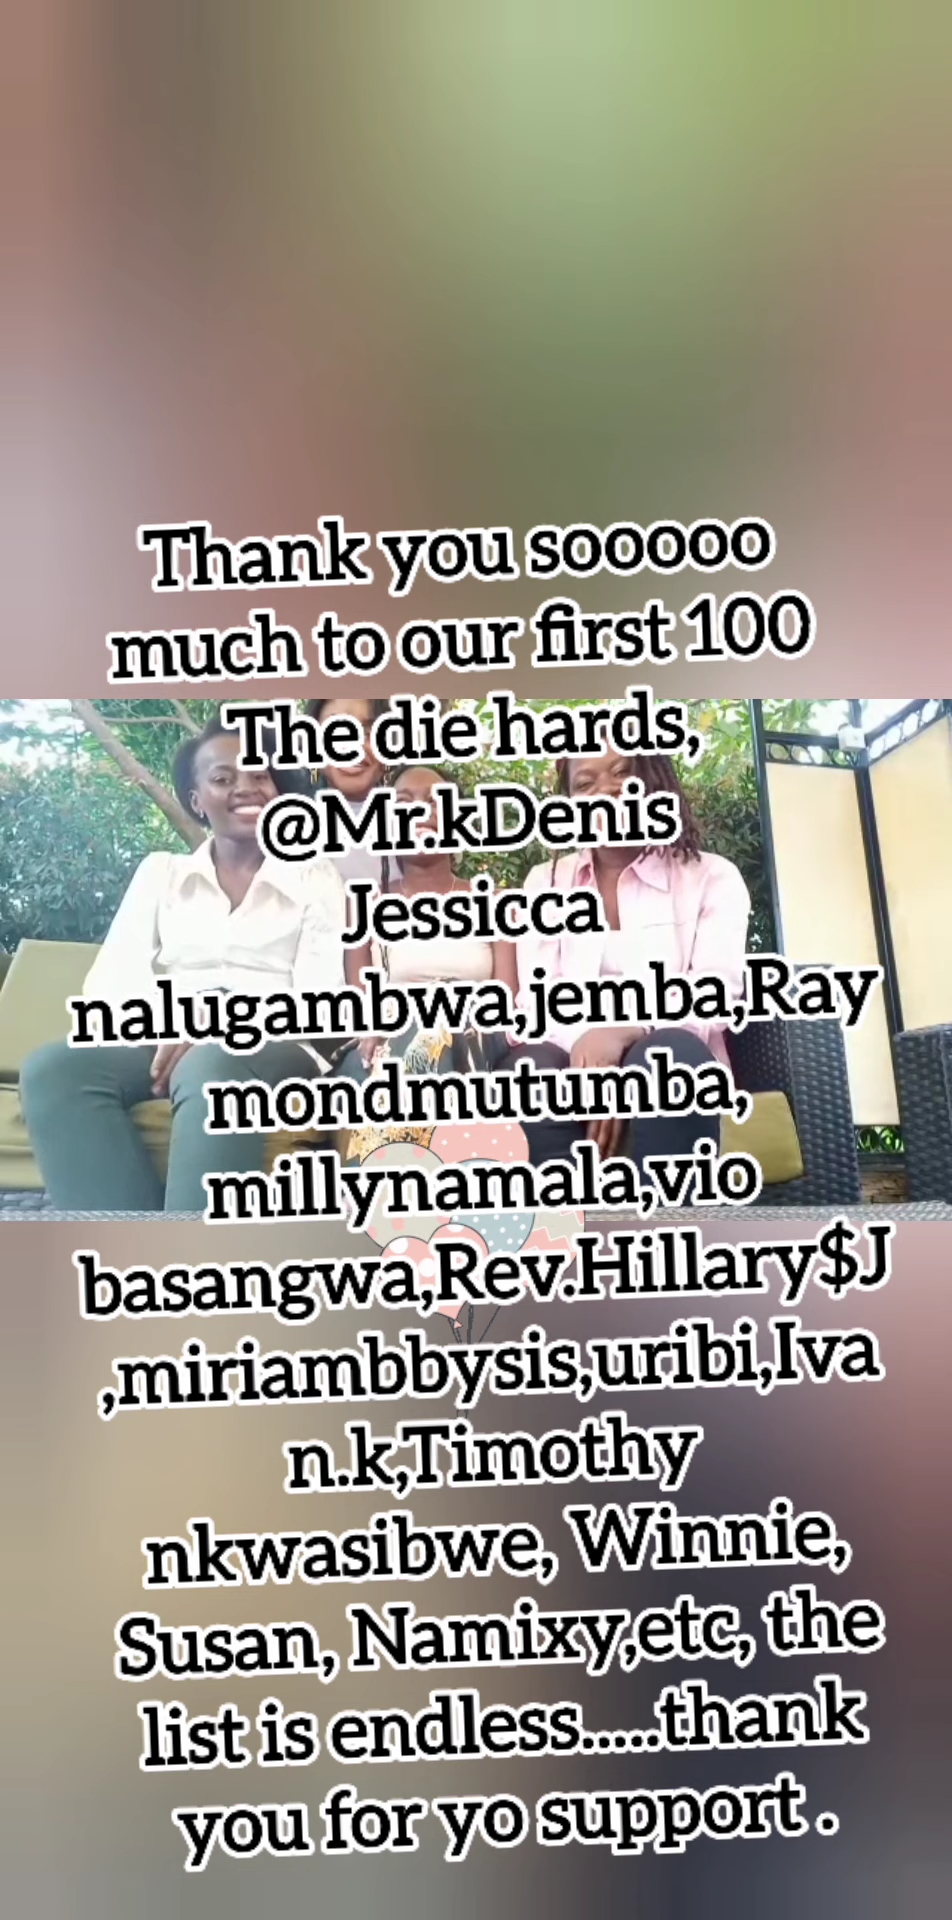 Thank you sooooo
much to our first 100
The die hards,
@Mr.kDenis
Jessicca
nalugambwa,jemba,Ray
mondmutumba,
millynamala,vio
basangwa,Rev.Hillary$J
,miriambbysis,uribi,Iva
n.k,Timothy
nkwasibwe, Winnie,
Susan, Namixy,etc, the
list is endless.....thank
you for yo support .